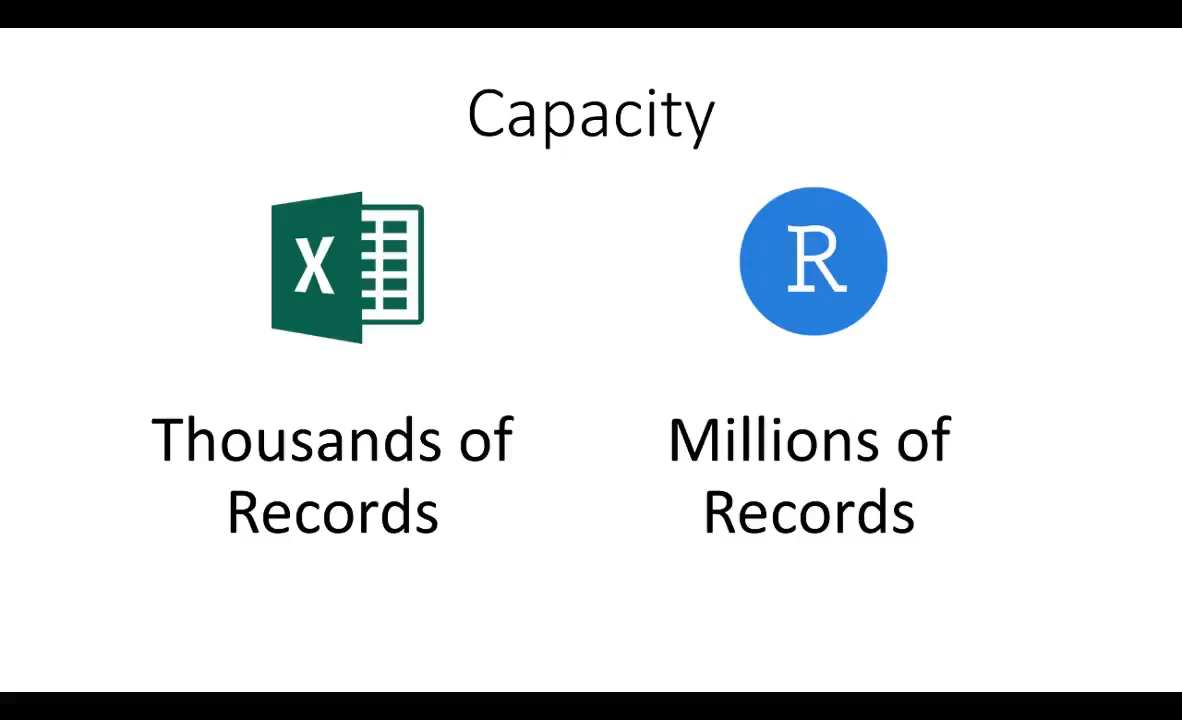 Capacity
X
R
Thousands of
Records
Millions of
Records